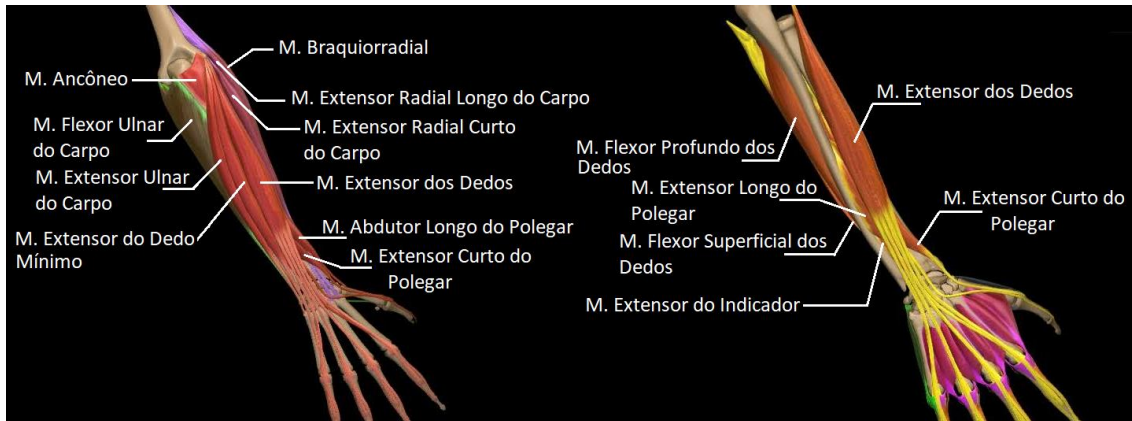 M. Braquiorradial
M. Ancôneo
M. Extensor Radial Longo do Carpo
M. Flexor Ulnar
do Carpo
M. Extensor Radial Curto
do Carpo
M. Extensor Ulnar
do Carpo
M. Extensor dos Dedos
M. Extensor do Dedo
Mínimo
M. Abdutor Longo do Polegar
M. Extensor Curto do
Polegar
M. Extensor dos Dedos
M. Flexor Profundo dos
Dedos
M. Extensor Longo do
Polegar
M. Extensor Curto do
Polegar
M. Flexor Superficial dos
Dedos
M. Extensor do Indicador